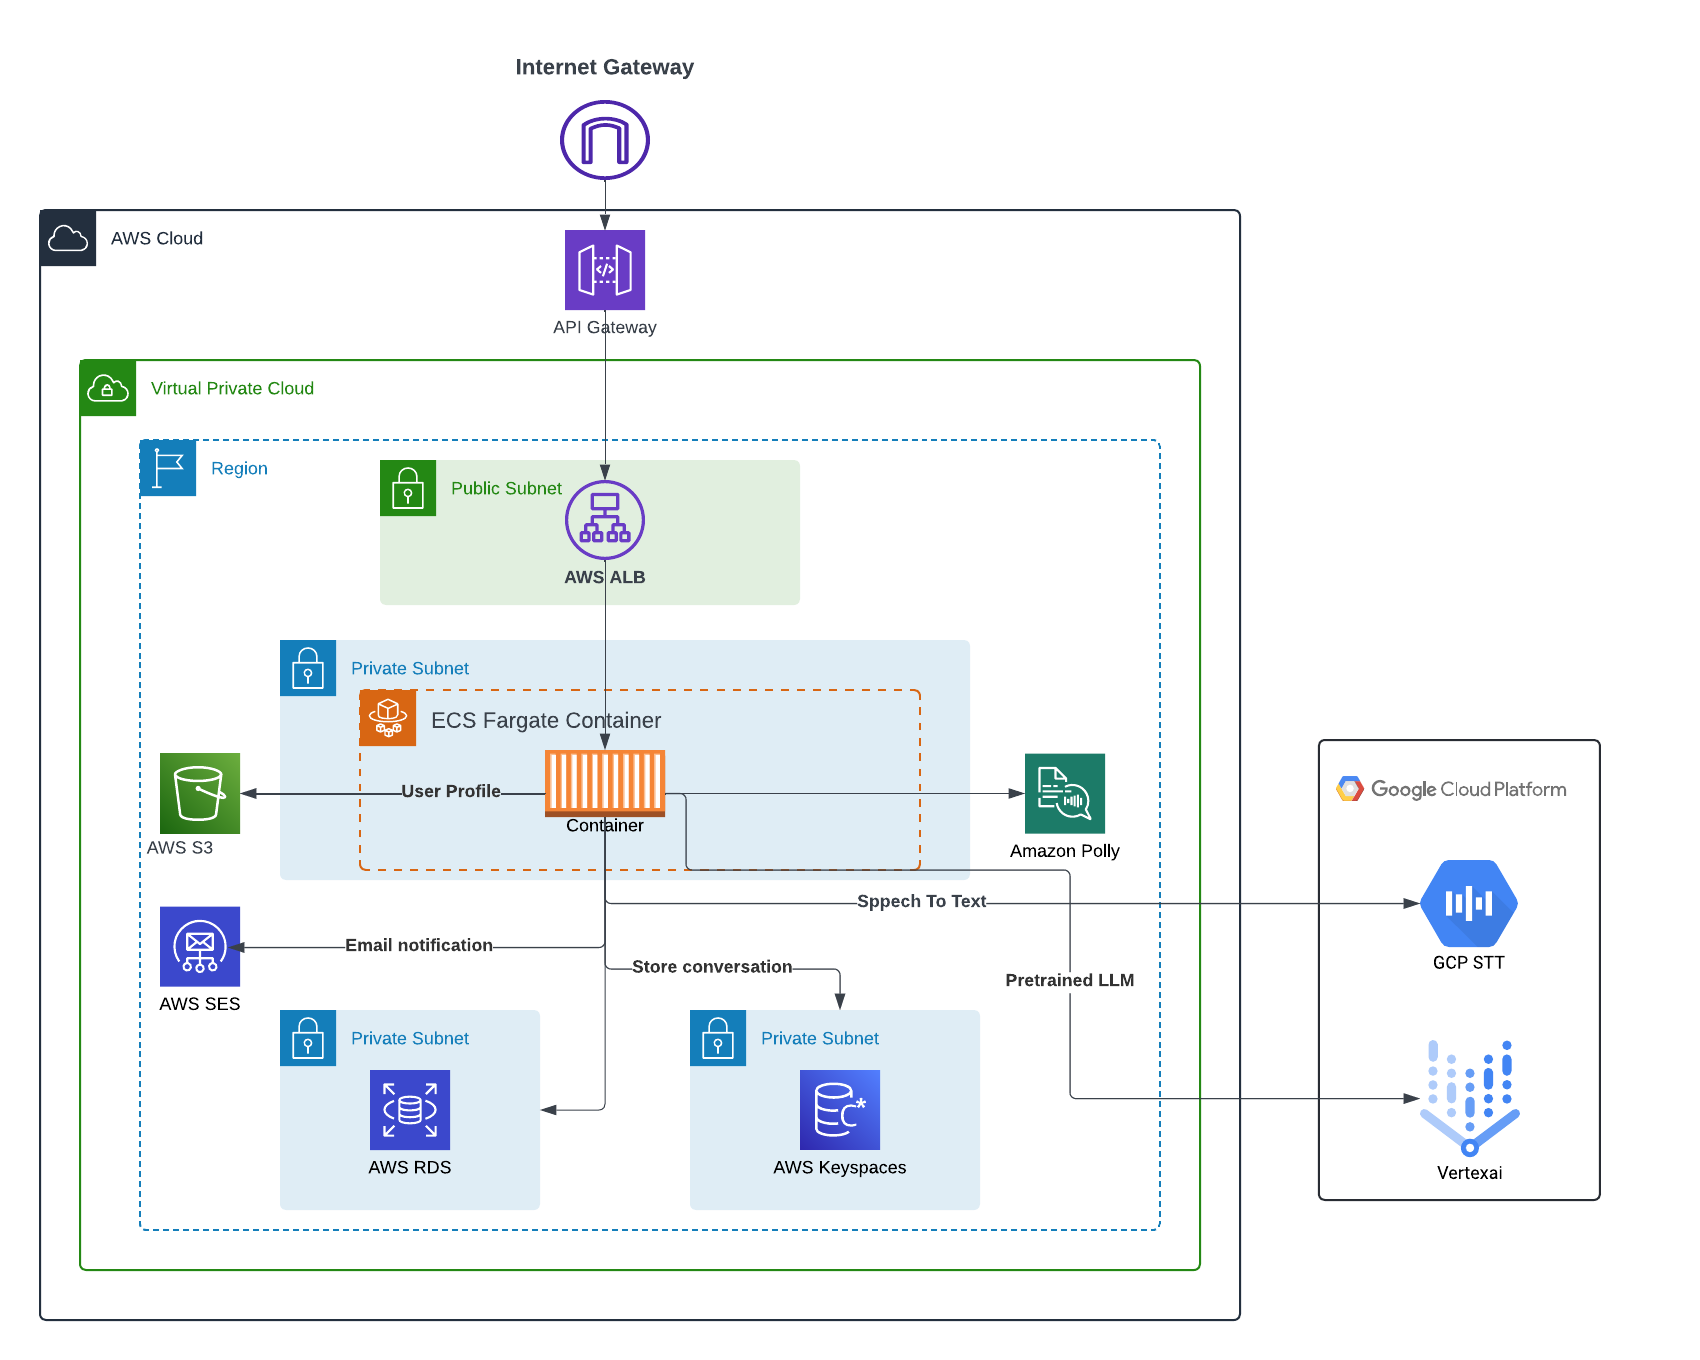 Internet Gateway
AWS Cloud
API Gateway
Virtual Private Cloud
Region
Public Subnet
AWS ALB
Private Subnet
ECS Fargate Container
User Profile
Container
AWS S3
Amazon Polly
Google Cloud Platform
Sppech To Text
GCP STT
Email notification
AWS SES
Store conversation
Pretrained LLM
Private Subnet
AWS RDS
Private Subnet
C*
AWS Keyspaces
Vertexai